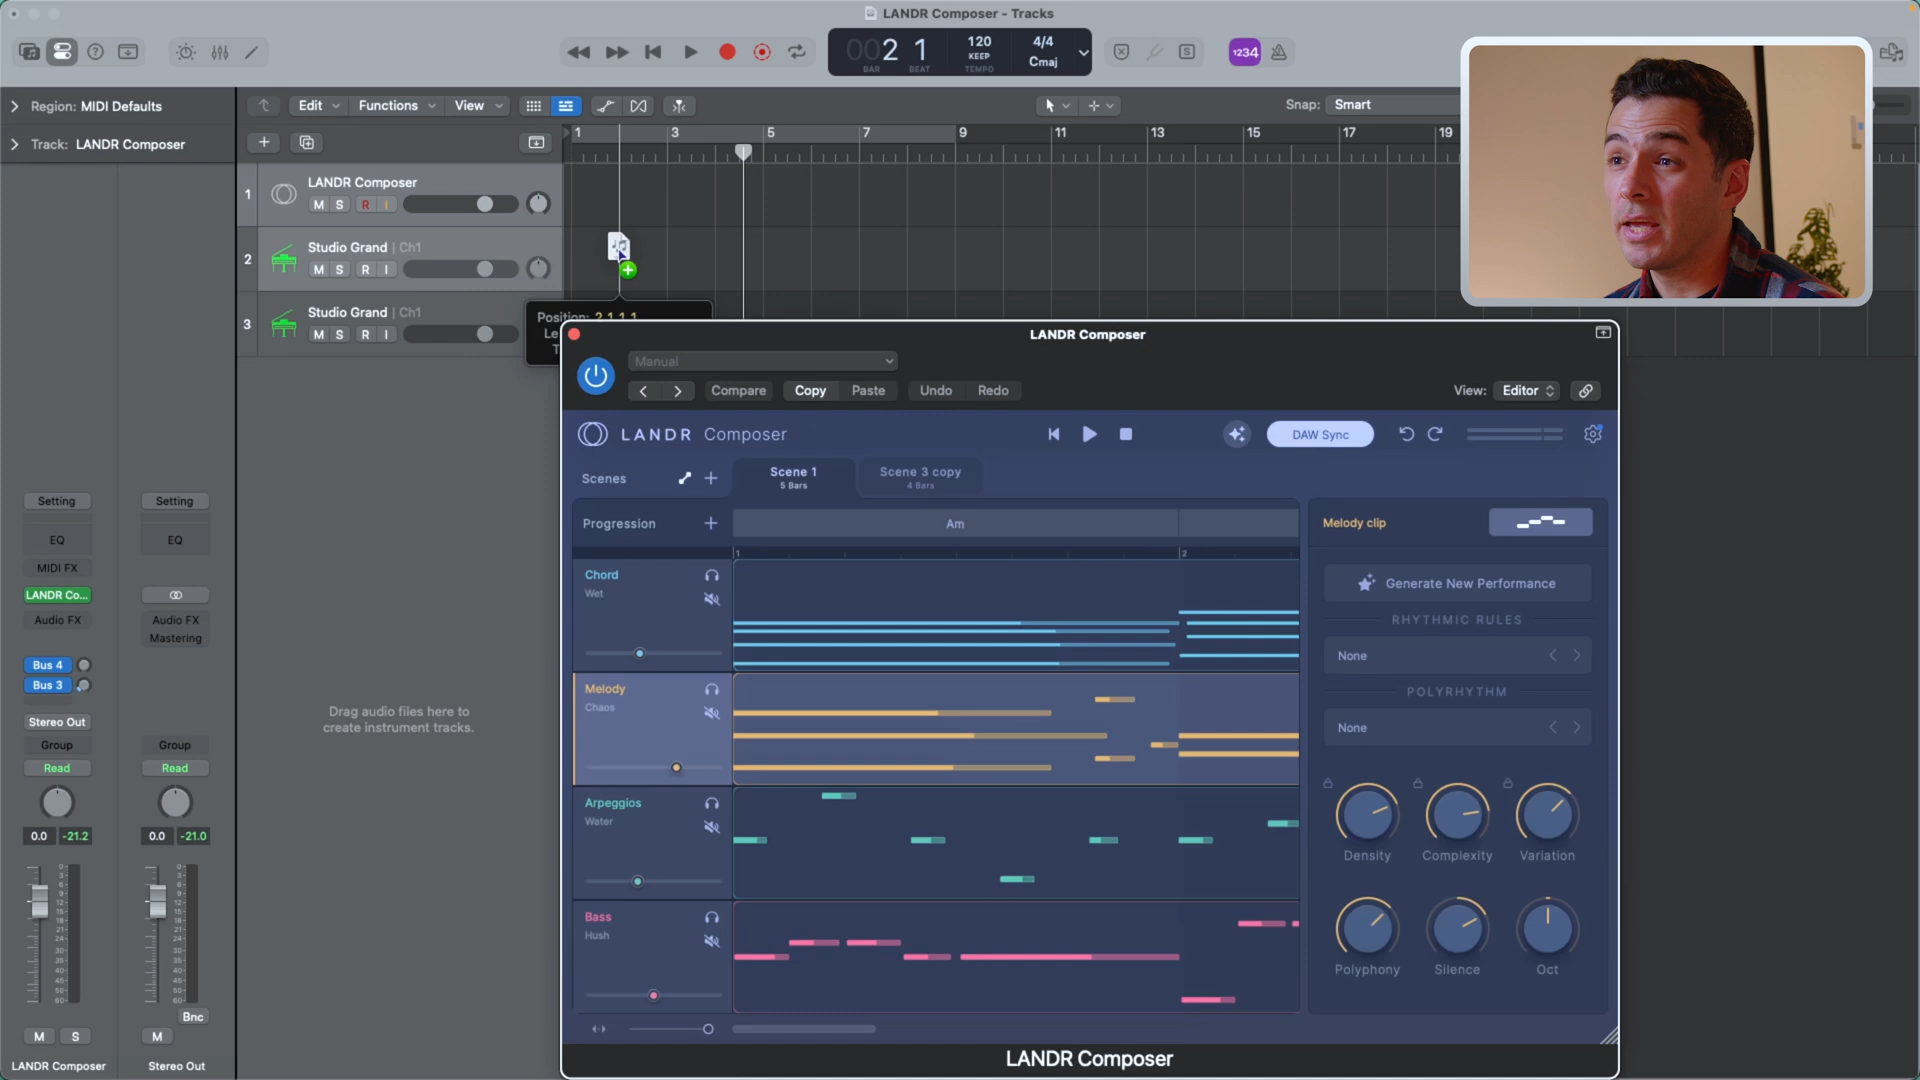 LANDR Composer - Tracks
002 1
BAR
BEAT
120
KEEP
TEMPO
4/4
Cmaj
1234
Region: MIDI Defaults
Edit
Functions
View
Snap: Smart
Track: LANDR Composer
1 3 5 7 9 11 13 15 17 19
1
LANDR Composer
M S R I
2
Studio Grand | Ch1
M S R I
3
Studio Grand | Ch1
M S R I
Position: 2 1 1 1
Le
T
LANDR Composer
Manual
Compare
Copy
Paste
Undo
Redo
View: Editor
LANDR Composer
DAW Sync
Scenes
Scene 1
5 Bars
Scene 3 copy
4 Bars
Progression
Am
1
2
Chord
Wet
Melody
Chaos
Arpeggios
Water
Bass
Hush
Melody clip
Generate New Performance
RHYTHMIC RULES
None
POLYRHYTHM
None
Density
Complexity
Variation
Polyphony
Silence
Oct
LANDR Composer
Drag audio files here to
create instrument tracks.
Setting
Setting
EQ
EQ
MIDI FX
LANDR Co...
Audio FX
Audio FX
Mastering
Bus 4
Bus 3
Stereo Out
Group
Group
Read
Read
0.0 -21.2
0.0 -21.0
Bnc
M S
M
LANDR Composer
Stereo Out